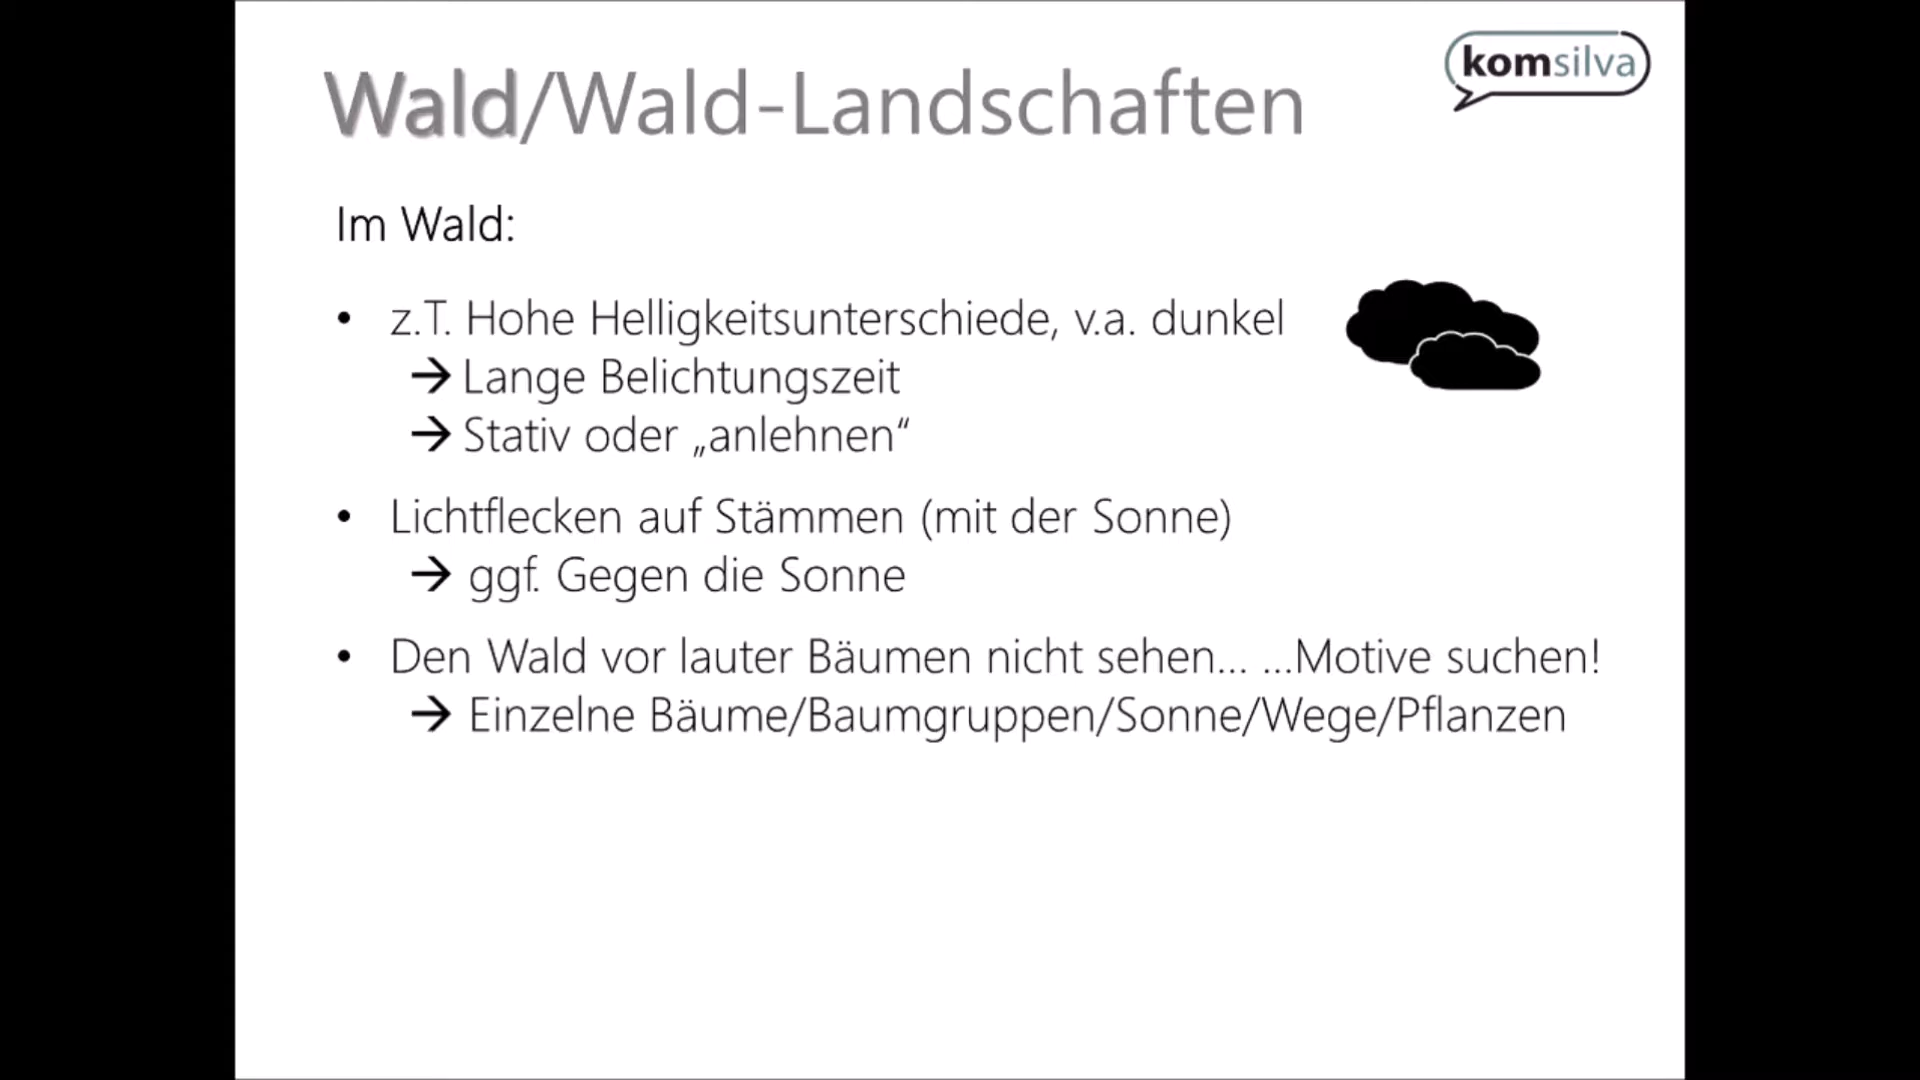 komsilva
Wald/Wald-Landschaften
Im Wald:
• z.T. Hohe Helligkeitsunterschiede, v.a. dunkel
→ Lange Belichtungszeit
→ Stativ oder „anlehnen“
• Lichtflecken auf Stämmen (mit der Sonne)
→ ggf. Gegen die Sonne
• Den Wald vor lauter Bäumen nicht sehen... ...Motive suchen!
→ Einzelne Bäume/Baumgruppen/Sonne/Wege/Pflanzen